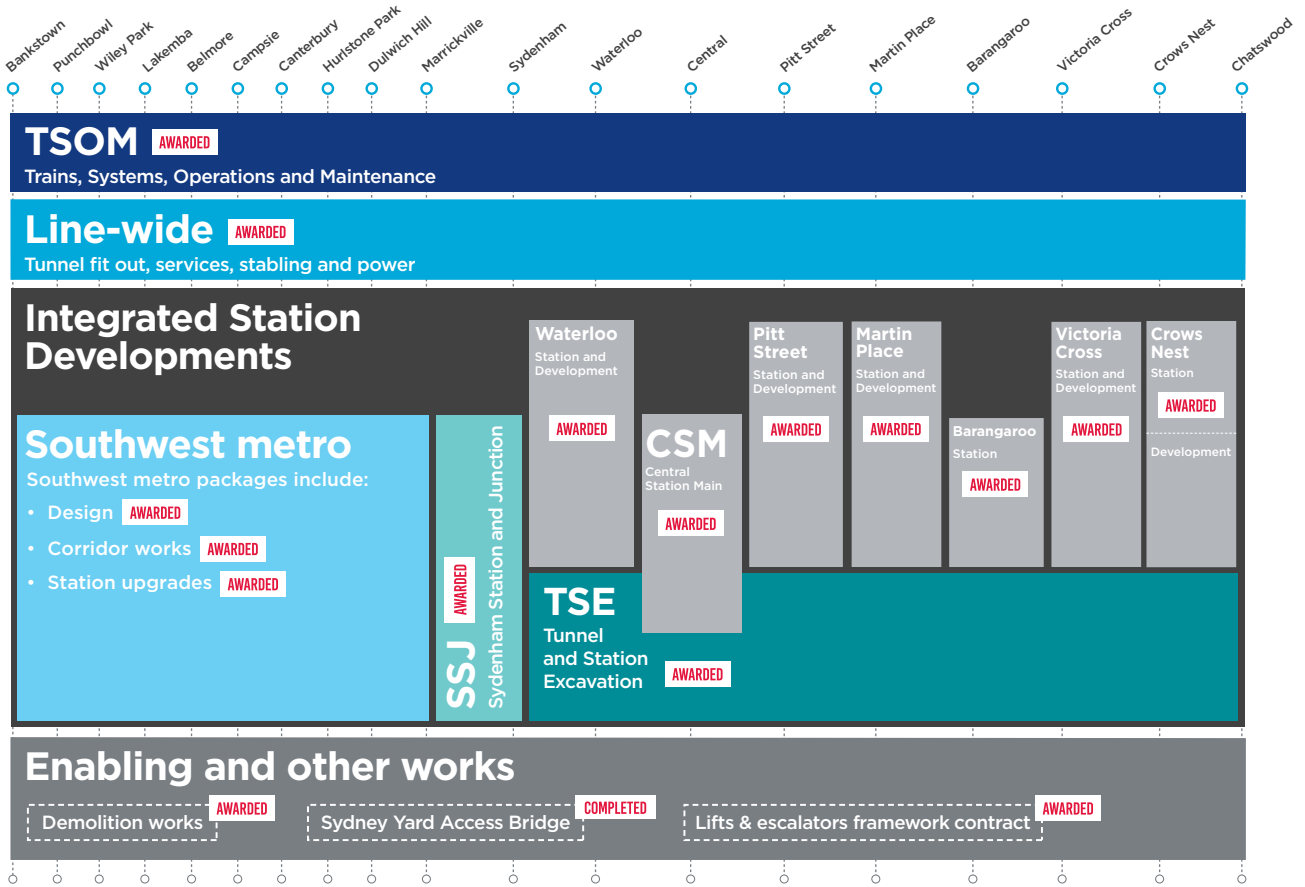 Bankstown
Punchbowl
Wiley Park
Lakemba
Belmore
Campsie
Canterbury
Hurlstone Park
Dulwich Hill
Marrickville
Sydenham
Waterloo
Central
Pitt Street
Martin Place
Barangaroo
Victoria Cross
Crows Nest
Chatswood
TSOM AWARDED
Trains, Systems, Operations and Maintenance
Line-wide AWARDED
Tunnel fit out, services, stabling and power
Integrated Station
Developments
Southwest metro
Southwest metro packages include:
• Design AWARDED
• Corridor works AWARDED
• Station upgrades AWARDED
SSJ AWARDED
Sydenham Station and Junction
Waterloo
Station and
Development
AWARDED
CSM
Central
Station Main
AWARDED
Pitt
Street
Station and
Development
AWARDED
Martin
Place
Station and
Development
AWARDED
Barangaroo
Station
AWARDED
Victoria
Cross
Station and
Development
AWARDED
Crows
Nest
Station
AWARDED
Development
TSE
Tunnel
and Station
Excavation
AWARDED
Enabling and other works
Demolition works AWARDED
Sydney Yard Access Bridge COMPLETED
Lifts & escalators framework contract AWARDED